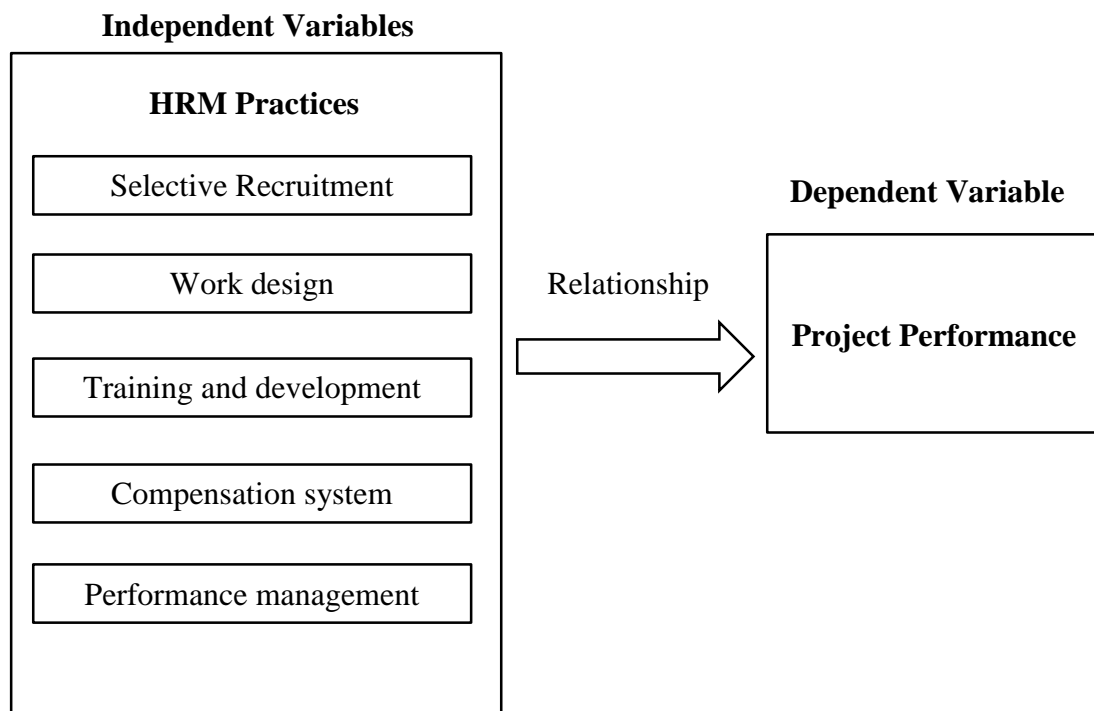 Independent Variables
HRM Practices
Selective Recruitment
Work design
Training and development
Compensation system
Performance management
Relationship
Dependent Variable
Project Performance